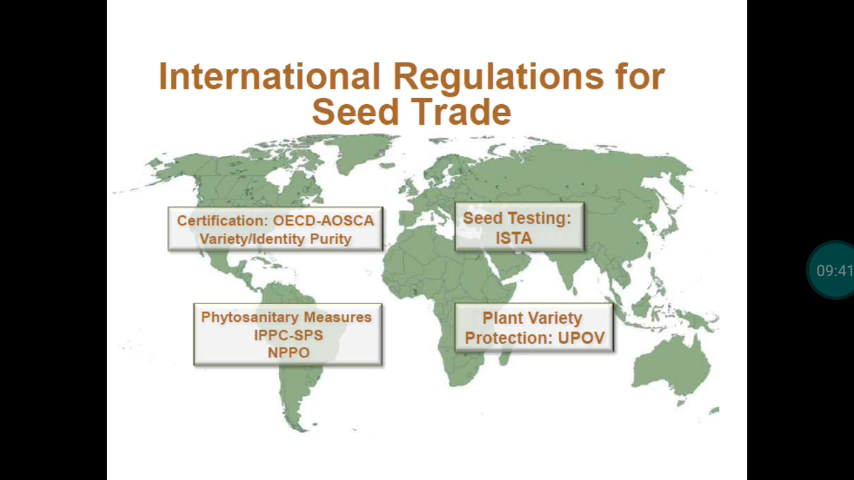 International Regulations for
Seed Trade
Certification: OECD-AOSCA
Variety/Identity Purity
Seed Testing:
ISTA
Phytosanitary Measures
IPPC-SPS
NPPO
Plant Variety
Protection: UPOV
09:41